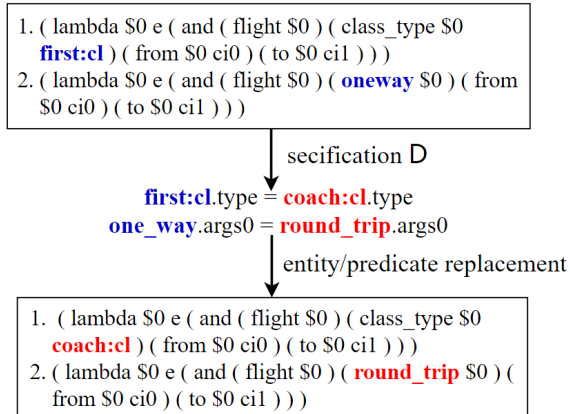 1. ( lambda $0 e ( and ( flight $0 ) ( class_type $0
first:cl ) ( from $0 ci0 ) ( to $0 ci1 ) ) )
2. ( lambda $0 e ( and ( flight $0 ) ( oneway $0 ) ( from
$0 ci0 ) ( to $0 ci1 ) ) )
secification D
first:cl.type = coach:cl.type
one_way.args0 = round_trip.args0
entity/predicate replacement
1. ( lambda $0 e ( and ( flight $0 ) ( class_type $0
coach:cl ) ( from $0 ci0 ) ( to $0 ci1 ) ) )
2. ( lambda $0 e ( and ( flight $0 ) ( round_trip $0 ) (
from $0 ci0 ) ( to $0 ci1 ) ) )